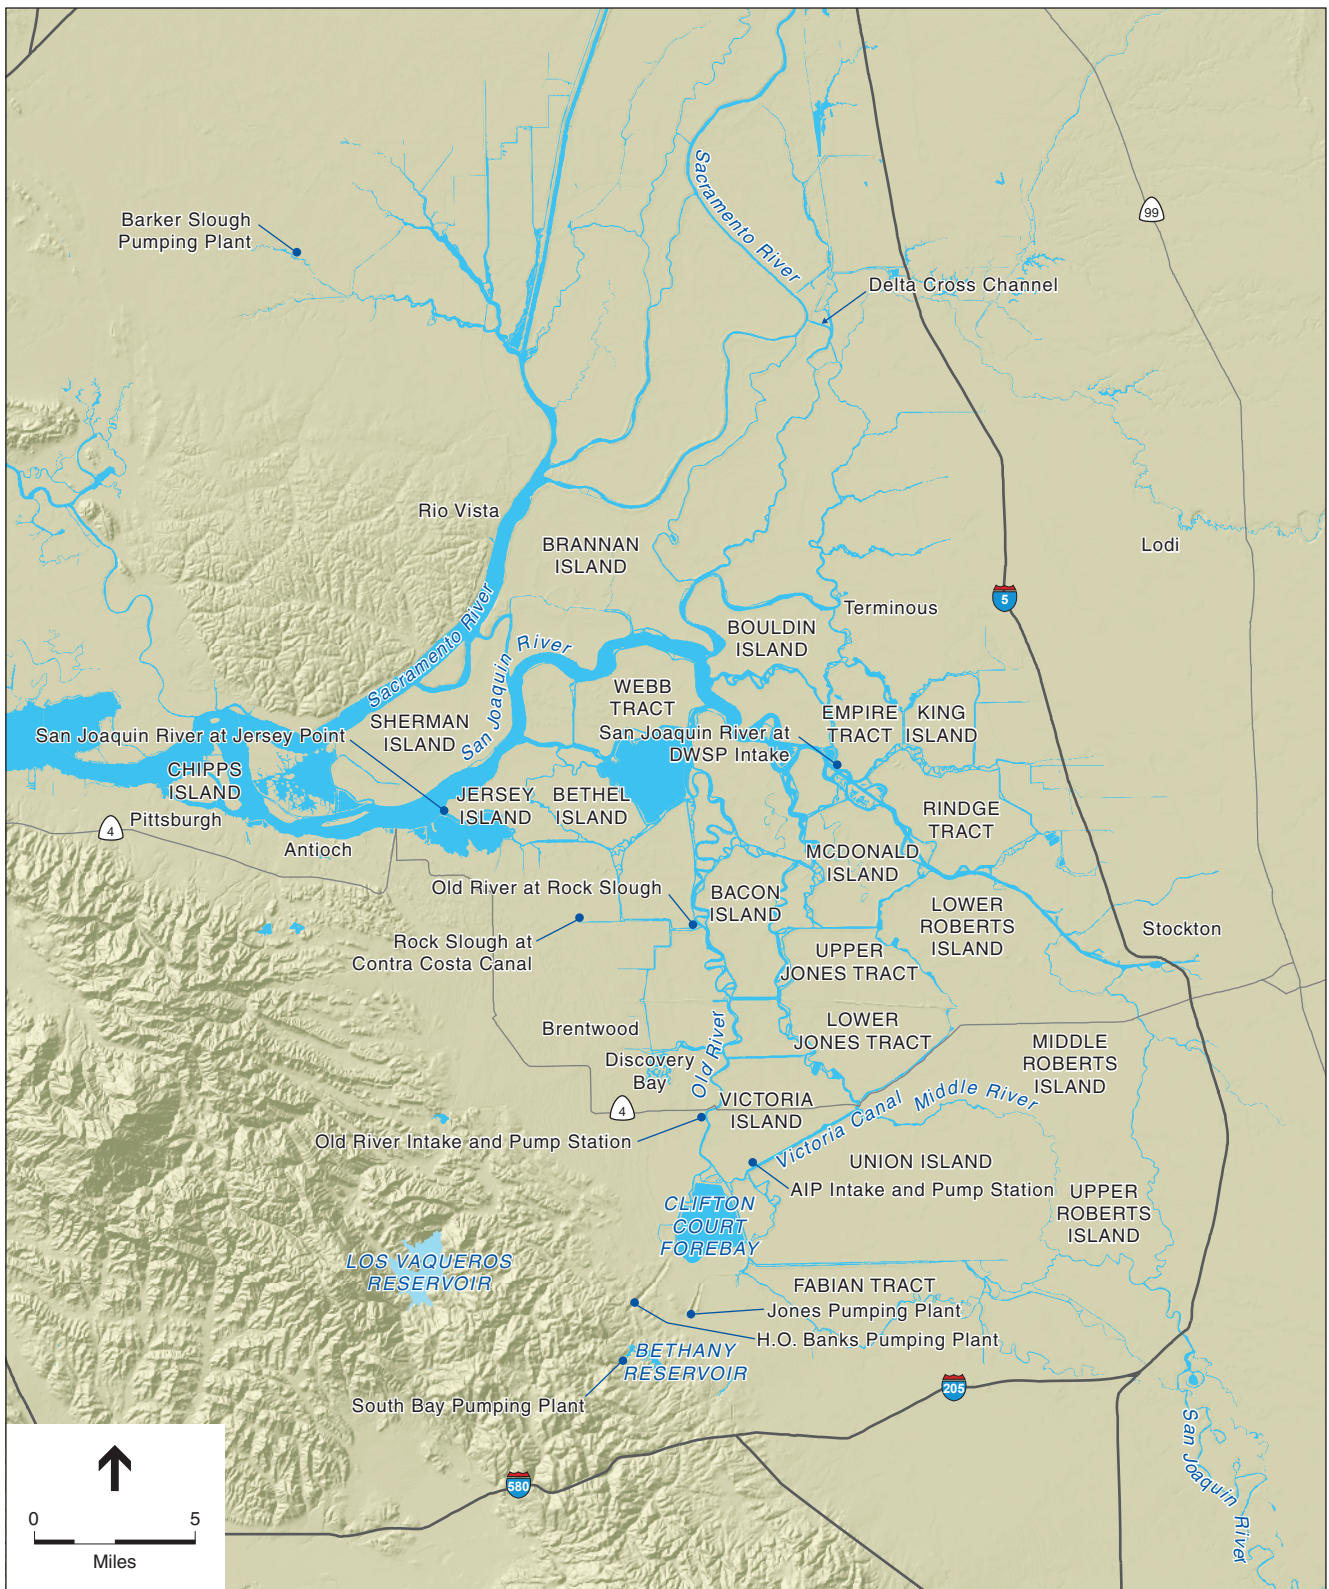 Barker Slough
Pumping Plant
Sacramento River
99
Delta Cross Channel
Rio Vista
BRANNAN
ISLAND
Lodi
5
Terminous
BOULDIN
ISLAND
Sacramento River
San Joaquin River
WEBB
TRACT
SHERMAN
ISLAND
EMPIRE
TRACT
KING
ISLAND
San Joaquin River at Jersey Point
San Joaquin River at
DWSP Intake
CHIPPS
ISLAND
JERSEY
ISLAND
BETHEL
ISLAND
RINDGE
TRACT
4
Pittsburgh
Antioch
MCDONALD
ISLAND
Old River at Rock Slough
BACON
ISLAND
LOWER
ROBERTS
ISLAND
Stockton
Rock Slough at
Contra Costa Canal
UPPER
JONES TRACT
Brentwood
LOWER
JONES TRACT
MIDDLE
ROBERTS
ISLAND
Discovery
Bay
Old River
VICTORIA
ISLAND
4
Victoria Canal
Middle River
Old River Intake and Pump Station
UNION ISLAND
AIP Intake and Pump Station
UPPER
ROBERTS
ISLAND
CLIFTON
COURT
FOREBAY
LOS VAQUEROS
RESERVOIR
FABIAN TRACT
Jones Pumping Plant
H.O. Banks Pumping Plant
BETHANY
RESERVOIR
South Bay Pumping Plant
205
San Joaquin River
580
0 5
Miles